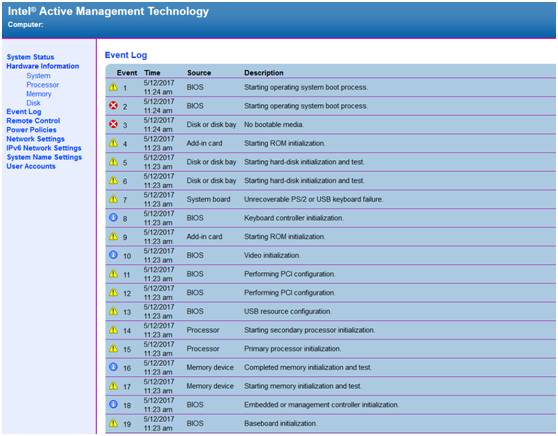 Intel® Active Management Technology
Computer:
System Status
Hardware Information
System
Processor
Memory
Disk
Event Log
Remote Control
Power Policies
Network Settings
IPv6 Network Settings
System Name Settings
User Accounts
Event Log
Event Time Source Description
1 5/12/2017 11:24 am BIOS Starting operating system boot process.
2 5/12/2017 11:24 am BIOS Starting operating system boot process.
3 5/12/2017 11:24 am Disk or disk bay No bootable media.
4 5/12/2017 11:23 am Add-in card Starting ROM initialization.
5 5/12/2017 11:23 am Disk or disk bay Starting hard-disk initialization and test.
6 5/12/2017 11:23 am Disk or disk bay Starting hard-disk initialization and test.
7 5/12/2017 11:23 am System board Unrecoverable PS/2 or USB keyboard failure.
8 5/12/2017 11:23 am BIOS Keyboard controller initialization.
9 5/12/2017 11:23 am Add-in card Starting ROM initialization.
10 5/12/2017 11:23 am BIOS Video initialization.
11 5/12/2017 11:23 am BIOS Performing PCI configuration.
12 5/12/2017 11:23 am BIOS Performing PCI configuration.
13 5/12/2017 11:23 am BIOS USB resource configuration.
14 5/12/2017 11:23 am Processor Starting secondary processor initialization.
15 5/12/2017 11:23 am Processor Primary processor initialization.
16 5/12/2017 11:23 am Memory device Completed memory initialization and test.
17 5/12/2017 11:23 am Memory device Starting memory initialization and test.
18 5/12/2017 11:23 am BIOS Embedded or management controller initialization.
19 5/12/2017 11:23 am BIOS Baseboard initialization.